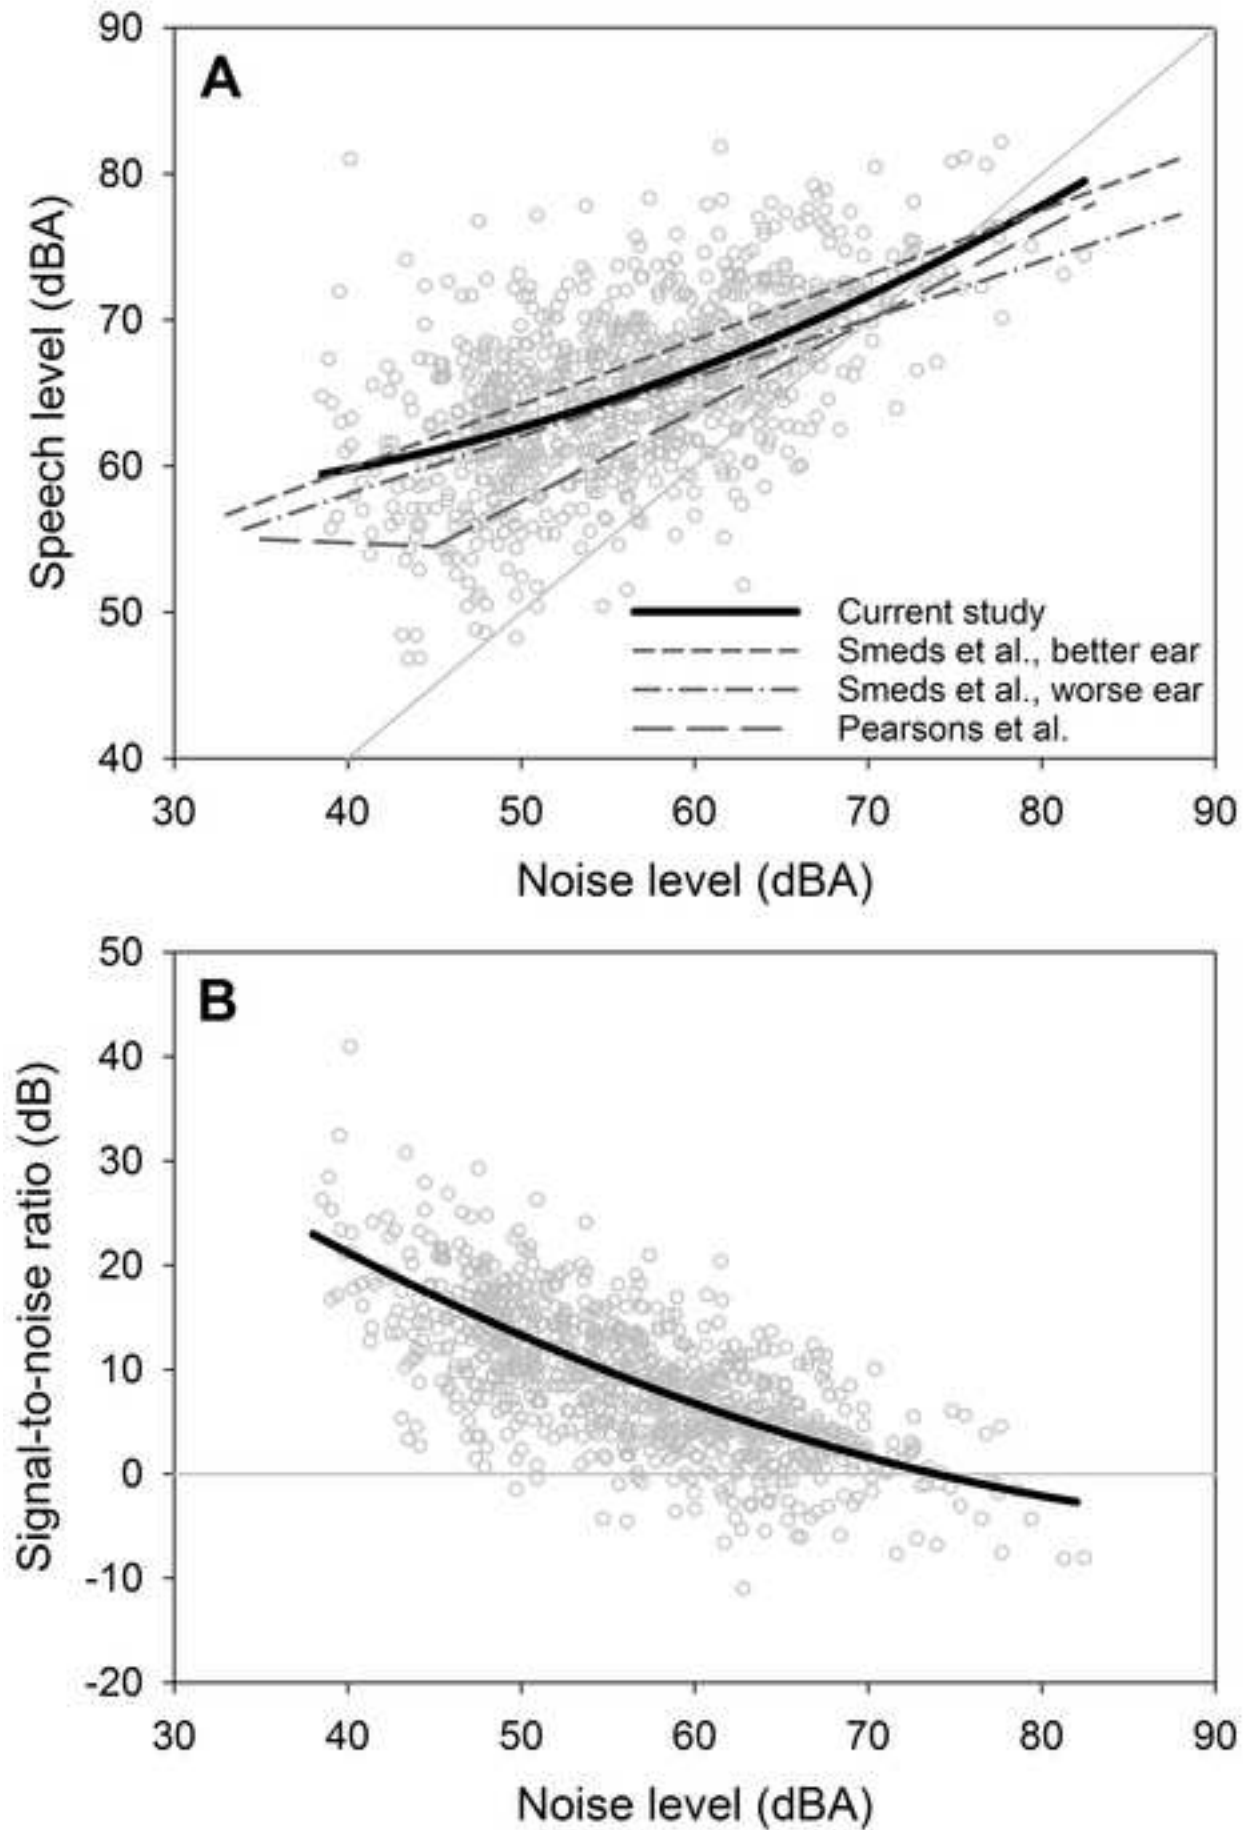 90
A
80
70
60
50
40
Speech level (dBA)
Current study
Smeds et al., better ear
Smeds et al., worse ear
Pearsons et al.
30 40 50 60 70 80 90
Noise level (dBA)
50
B
40
30
20
10
0
-10
-20
Signal-to-noise ratio (dB)
30 40 50 60 70 80 90
Noise level (dBA)